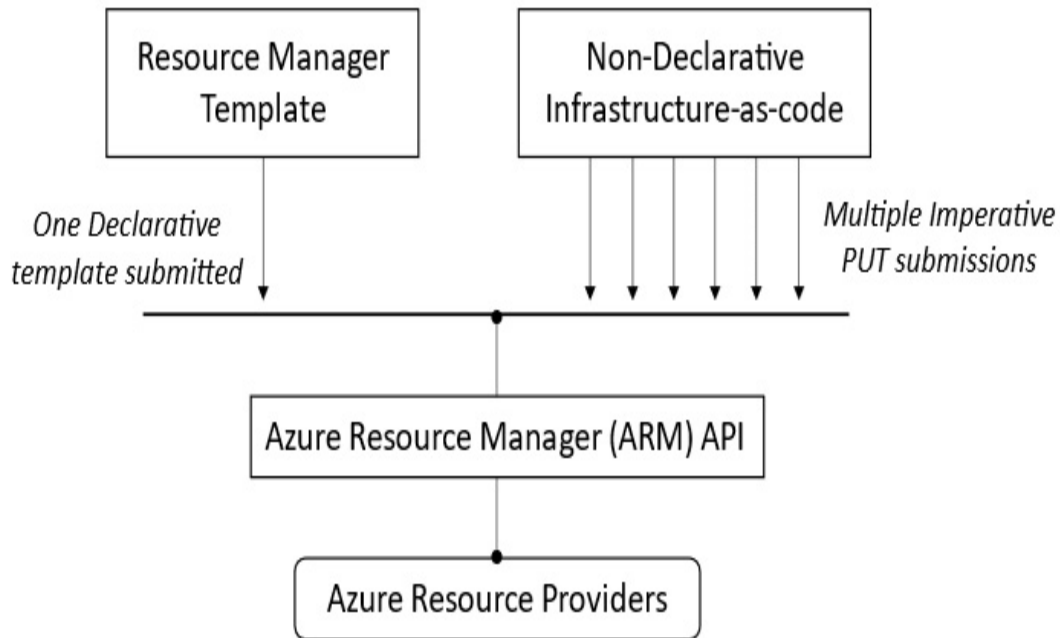 Resource Manager
Template
Non-Declarative
Infrastructure-as-code
One Declarative
template submitted
Multiple Imperative
PUT submissions
Azure Resource Manager (ARM) API
Azure Resource Providers